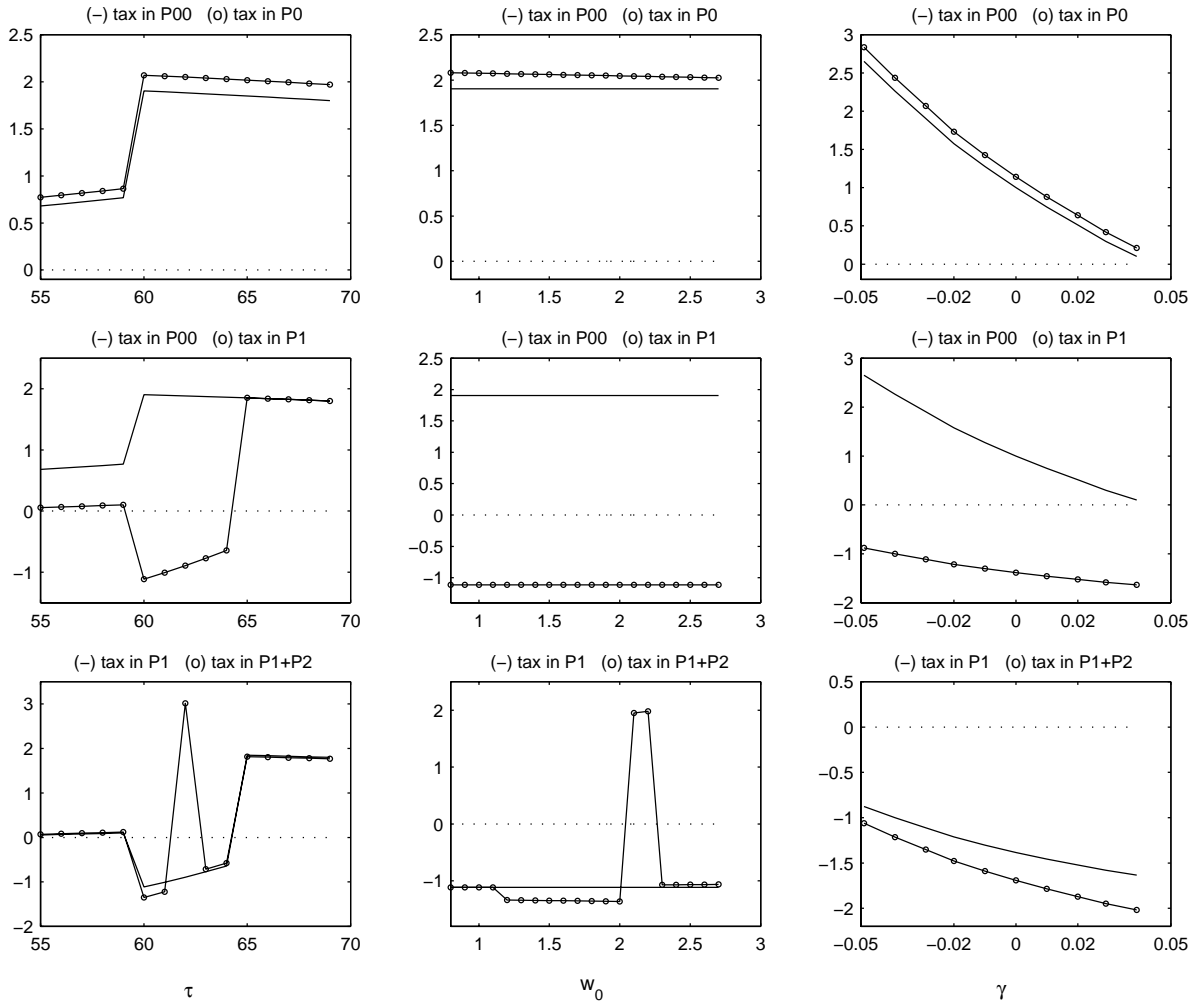 (−) tax in P00 (o) tax in P0
2.5
2
1.5
1
0.5
0
55 60 65 70
(−) tax in P00 (o) tax in P0
2.5
2
1.5
1
0.5
0
1 1.5 2 2.5 3
(−) tax in P00 (o) tax in P0
3
2.5
2
1.5
1
0.5
0
−0.05 −0.02 0 0.02 0.05
(−) tax in P00 (o) tax in P1
2
1
0
−1
55 60 65 70
(−) tax in P00 (o) tax in P1
2.5
2
1.5
1
0.5
0
−0.5
−1
1 1.5 2 2.5 3
(−) tax in P00 (o) tax in P1
3
2
1
0
−1
−2
−0.05 −0.02 0 0.02 0.05
(−) tax in P1 (o) tax in P1+P2
3
2
1
0
−1
−2
55 60 65 70
τ
(−) tax in P1 (o) tax in P1+P2
2
1
0
−1
1 1.5 2 2.5 3
w₀
(−) tax in P1 (o) tax in P1+P2
0.5
0
−0.5
−1
−1.5
−2
−0.05 −0.02 0 0.02 0.05
γ